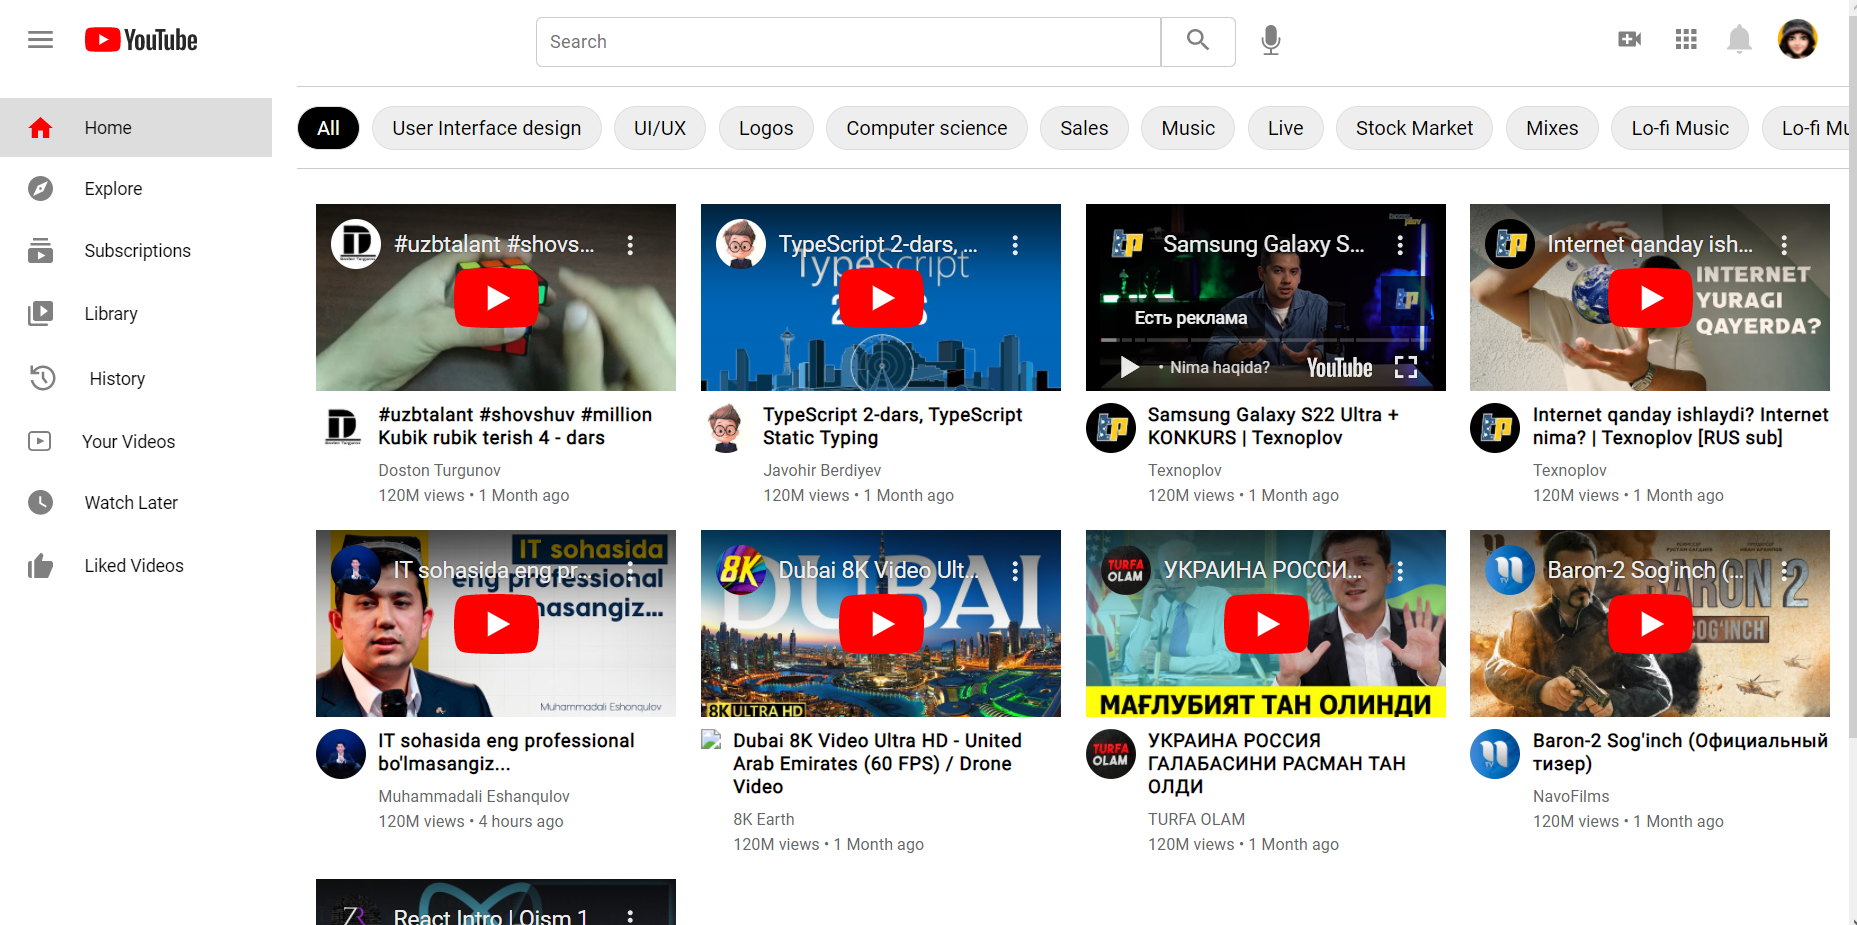 YouTube
Search
Home
Explore
Subscriptions
Library
History
Your Videos
Watch Later
Liked Videos
All
User Interface design
UI/UX
Logos
Computer science
Sales
Music
Live
Stock Market
Mixes
Lo-fi Music
Lo-fi Mu
#uzbtalant #shovs...
#uzbtalant #shovshuv #million
Kubik rubik terish 4 - dars
Doston Turgunov
120M views • 1 Month ago
TypeScript 2-dars, ...
TypeScript
TypeScript 2-dars, TypeScript
Static Typing
Javohir Berdiyev
120M views • 1 Month ago
Samsung Galaxy S...
Есть реклама
• Nima haqida?
YouTube
Samsung Galaxy S22 Ultra +
KONKURS | Texnoplov
Texnoplov
120M views • 1 Month ago
Internet qanday ish...
INTERNET
YURAGI
QAYERDA?
Internet qanday ishlaydi? Internet
nima? | Texnoplov [RUS sub]
Texnoplov
120M views • 1 Month ago
IT sohasida
IT sohasida eng pr...
eng professional
Muhammadali Eshonqulov
IT sohasida eng professional
bo'lmasangiz...
Muhammadali Eshanqulov
120M views • 4 hours ago
8K
Dubai 8K Video Ult...
DUBAI
8K ULTRA HD
Dubai 8K Video Ultra HD - United
Arab Emirates (60 FPS) / Drone
Video
8K Earth
120M views • 1 Month ago
TURFA
OLAM
УКРАИНА РОССИ...
МАҒЛУБИЯТ ТАН ОЛИНДИ
TURFA
OLAM
УКРАИНА РОССИЯ
ГАЛАБАСИНИ РАСМАН ТАН
ОЛДИ
TURFA OLAM
120M views • 1 Month ago
Baron-2 Sog'inch (...
BARON 2
SOG'INCH
Baron-2 Sog'inch (Официальный
тизер)
NavoFilms
120M views • 1 Month ago
React Intro | Qism 1